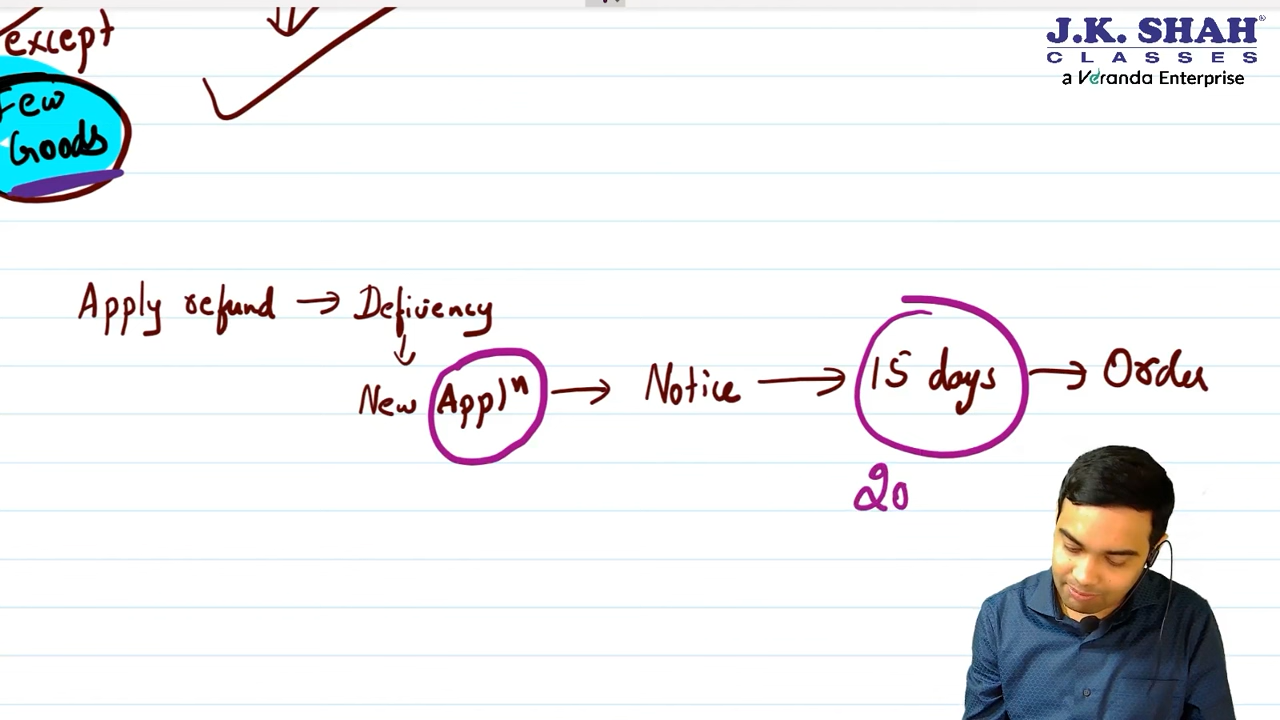 except
J.K. SHAH®
CLASSES
a Veranda Enterprise
Few
Goods
Apply refund → Deficiency
↓
New Applⁿ → Notice → 15 days → Order
20